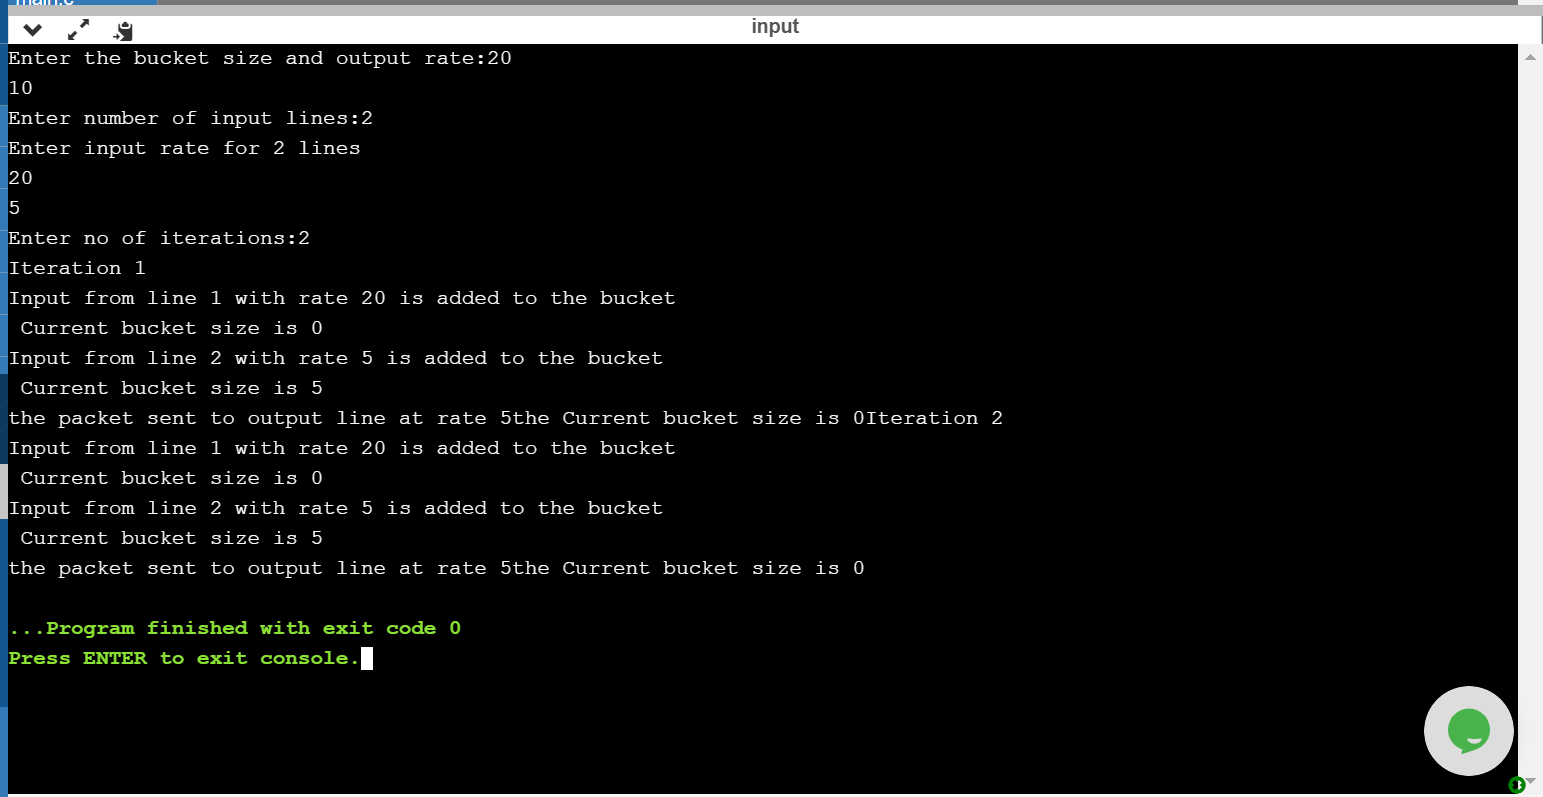 main.c
input
Enter the bucket size and output rate:20
10
Enter number of input lines:2
Enter input rate for 2 lines
20
5
Enter no of iterations:2
Iteration 1
Input from line 1 with rate 20 is added to the bucket
Current bucket size is 0
Input from line 2 with rate 5 is added to the bucket
Current bucket size is 5
the packet sent to output line at rate 5the Current bucket size is 0Iteration 2
Input from line 1 with rate 20 is added to the bucket
Current bucket size is 0
Input from line 2 with rate 5 is added to the bucket
Current bucket size is 5
the packet sent to output line at rate 5the Current bucket size is 0
...Program finished with exit code 0
Press ENTER to exit console.